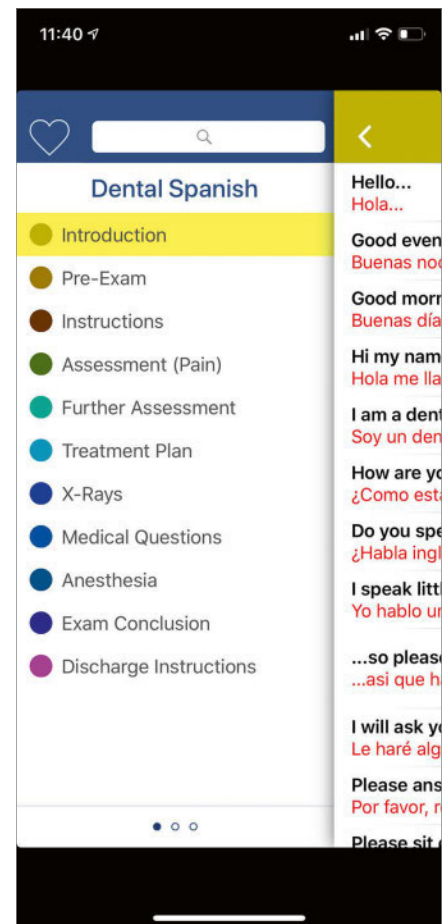 11:40
Dental Spanish
Introduction
Pre-Exam
Instructions
Assessment (Pain)
Further Assessment
Treatment Plan
X-Rays
Medical Questions
Anesthesia
Exam Conclusion
Discharge Instructions
Hello...
Hola...
Good
Buenas
Good
Buenas
Hi my
Hola me
I am a
Soy un
How are
¿Como
Do you
¿Habla
I speak
Yo hablo
...so
...asi que
I will ask
Le haré
Please
Por favor,
Please sit